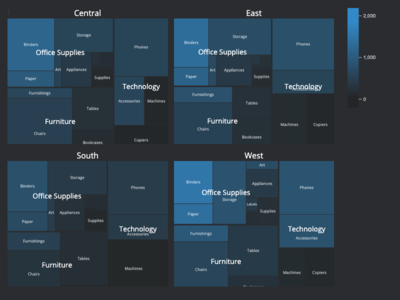 Central
Binders
Storage
Phones
Office Supplies
Paper
Art
Appliances
Supplies
Technology
Furnishings
Accessories
Machines
Tables
Furniture
Chairs
Bookcases
Copiers
East
Binders
Storage
Phones
Office Supplies
Paper
Art
Appliances
Supplies
Technology
Furnishings
Tables
Furniture
Chairs
Bookcases
Machines
Copiers
South
Binders
Storage
Phones
Office Supplies
Paper
Art
Appliances
Supplies
Technology
Accessories
Furnishings
Tables
Furniture
Chairs
Machines
West
Binders
Art
Appliances
Phones
Office Supplies
Storage
Paper
Labels
Supplies
Technology
Accessories
Furnishings
Tables
Furniture
Chairs
Machines
Copiers
2,000
1,000
0